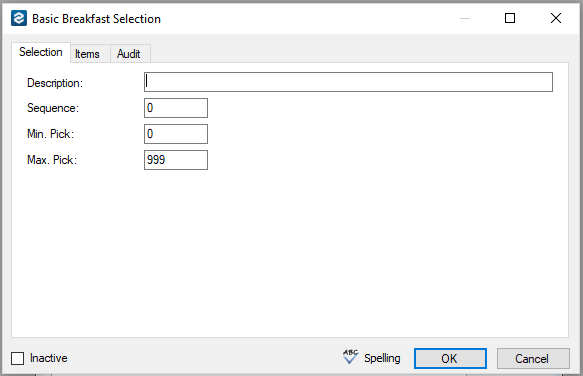 Basic Breakfast Selection
Selection Items Audit
Description:
Sequence: 0
Min. Pick: 0
Max. Pick: 999
Inactive ABC Spelling OK Cancel